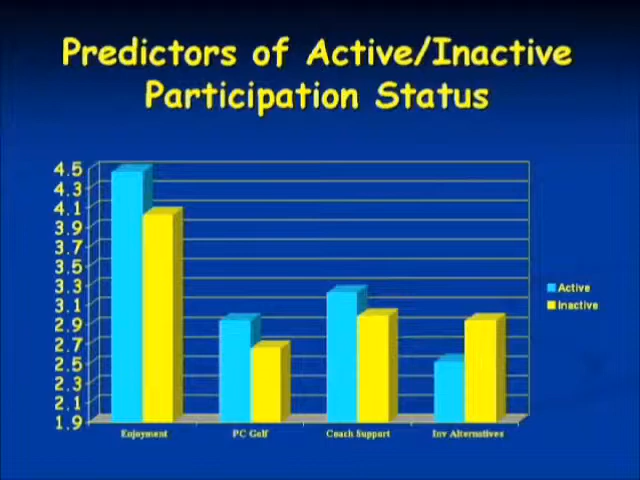 Predictors of Active/Inactive
Participation Status
4.5
4.3
4.1
3.9
3.7
3.5
3.3
3.1
2.9
2.7
2.5
2.3
2.1
1.9
Enjoyment PC Golf Coach Support Inv Alternatives
Active
Inactive